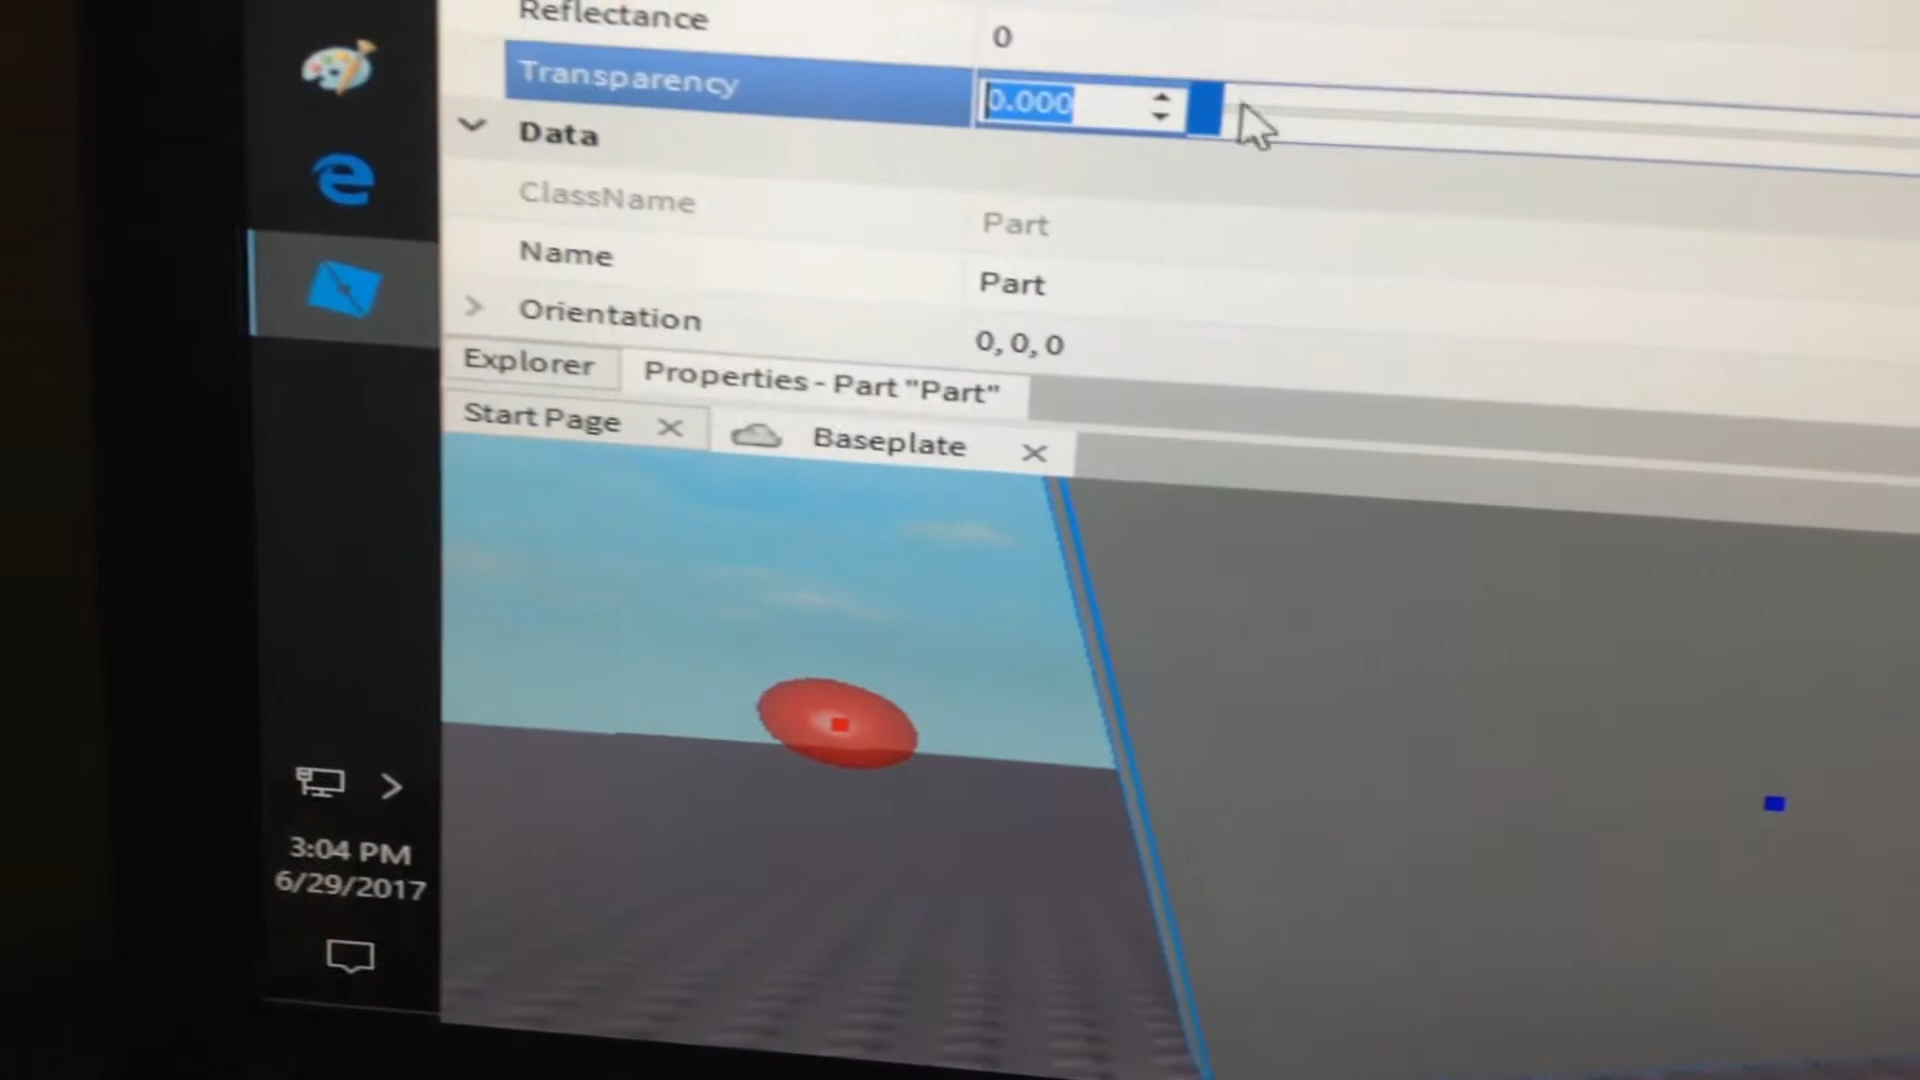 Reflectance 0
Transparency 0.000
Data
ClassName Part
Name Part
Orientation 0, 0, 0
Explorer Properties - Part "Part"
Start Page Baseplate
3:04 PM
6/29/2017